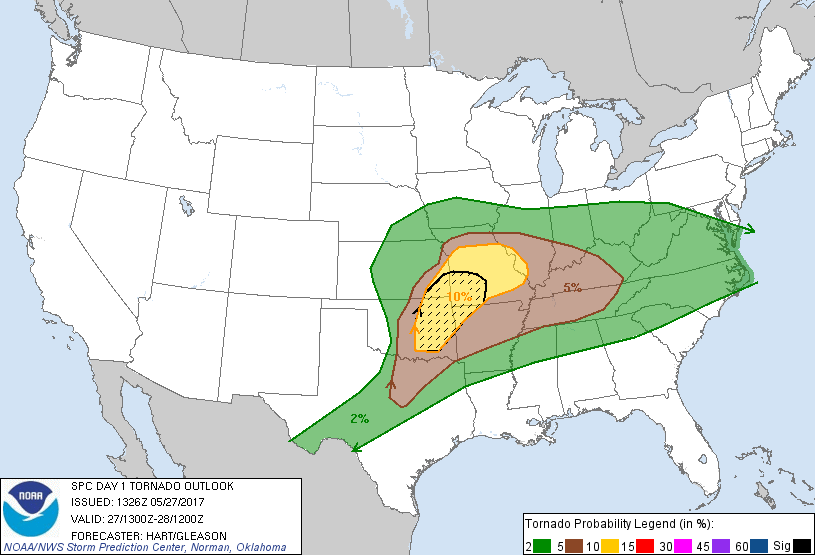 10%
5%
2%
NOAA
SPC DAY 1 TORNADO OUTLOOK
ISSUED: 1326Z 05/27/2017
VALID: 27/1300Z-28/1200Z
FORECASTER: HART/GLEASON
NOAA/NWS Storm Prediction Center, Norman, Oklahoma
Tornado Probability Legend (in %):
2 5 10 15 30 45 60 Sig